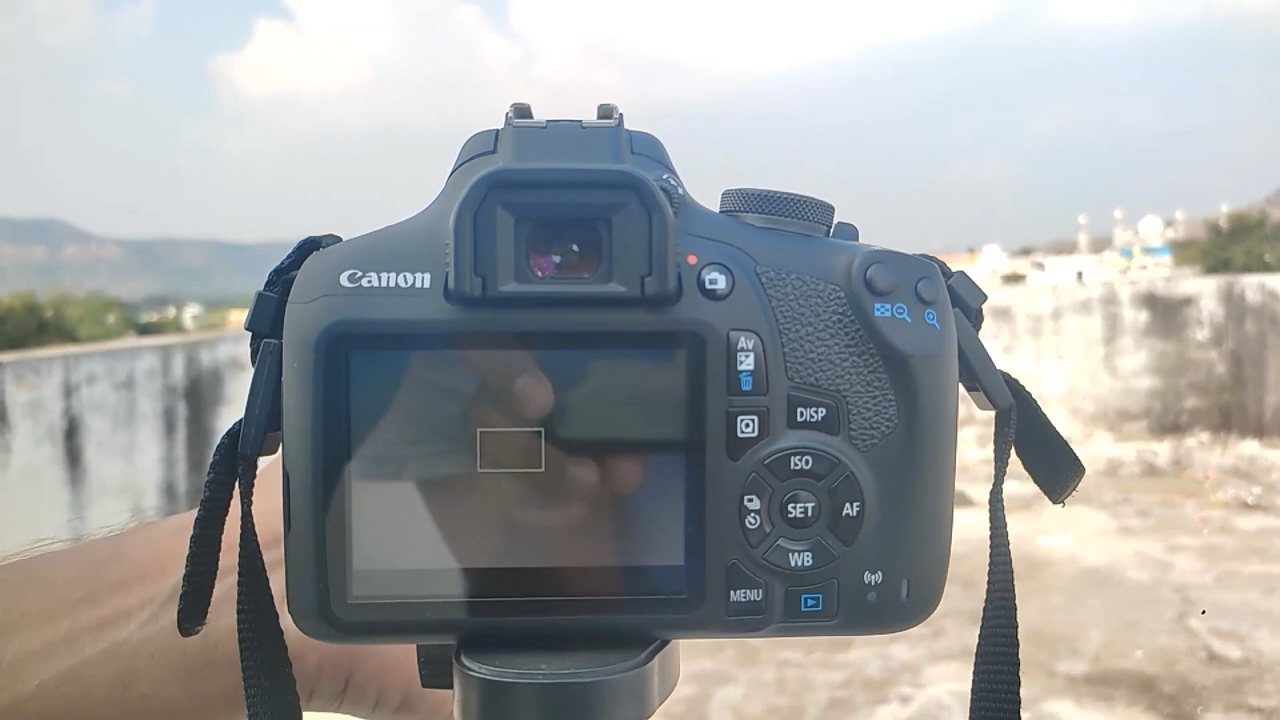 Canon
Av
Q
DISP
ISO
SET
AF
WB
MENU